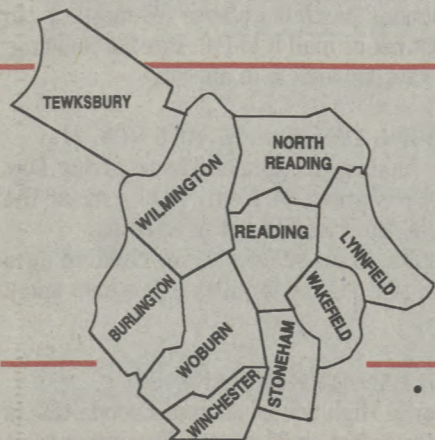 TEWKSBURY
NORTH
READING
WILMINGTON
READING
LYNNFIELD
BURLINGTON
WAKEFIELD
WOBURN
STONEHAM
WINCHESTER